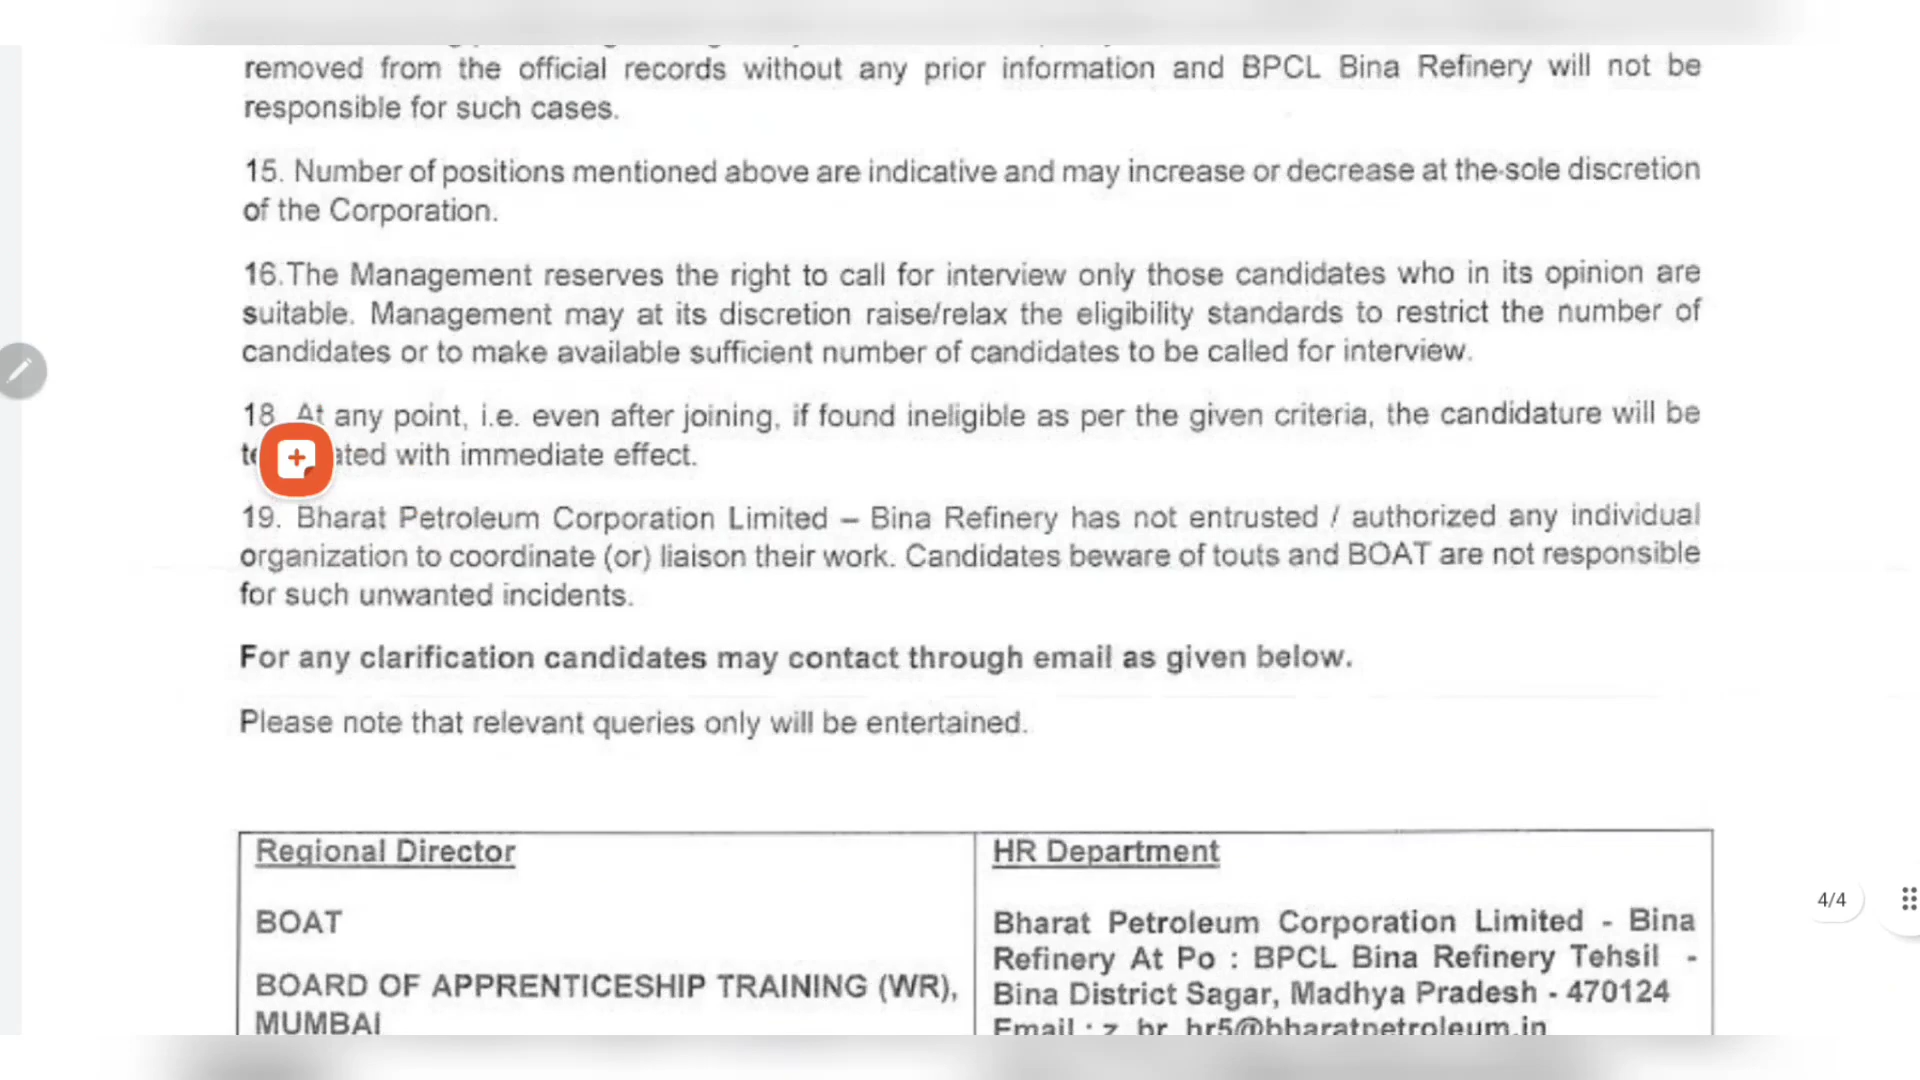 removed from the official records without any prior information and BPCL Bina Refinery will not be
responsible for such cases.
15. Number of positions mentioned above are indicative and may increase or decrease at the sole discretion
of the Corporation.
16.The Management reserves the right to call for interview only those candidates who in its opinion are
suitable. Management may at its discretion raise/relax the eligibility standards to restrict the number of
candidates or to make available sufficient number of candidates to be called for interview.
18. At any point, i.e. even after joining, if found ineligible as per the given criteria, the candidature will be
with immediate effect.
19. Bharat Petroleum Corporation Limited – Bina Refinery has not entrusted / authorized any individual
organization to coordinate (or) liaison their work. Candidates beware of touts and BOAT are not responsible
for such unwanted incidents.
For any clarification candidates may contact through email as given below.
Please note that relevant queries only will be entertained.
Regional Director
BOAT
BOARD OF APPRENTICESHIP TRAINING (WR),
MUMBAI
HR Department
Bharat Petroleum Corporation Limited - Bina
Refinery At Po : BPCL Bina Refinery Tehsil -
Bina District Sagar, Madhya Pradesh - 470124
Email : z_hr_hr5@bharatpetroleum.in
4/4